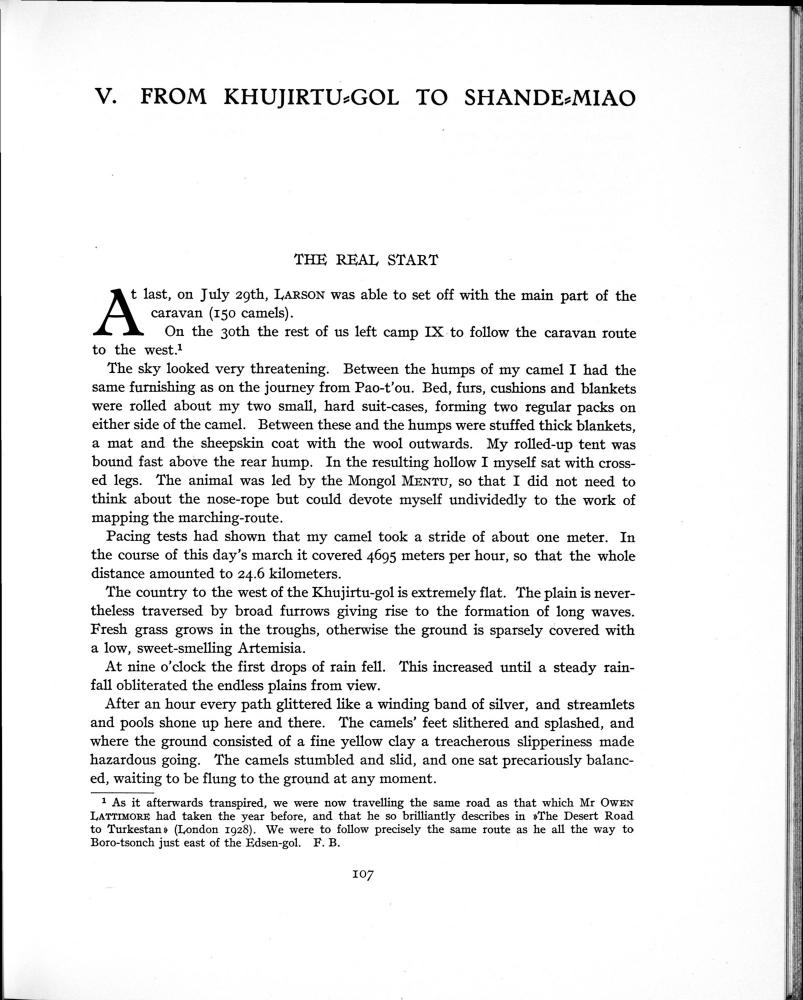 V. FROM KHUJIRTU⸗GOL TO SHANDE⸗MIAO
THE REAL START
At last, on July 29th, LARSON was able to set off with the main part of the
caravan (150 camels).
On the 30th the rest of us left camp IX to follow the caravan route
to the west.¹
The sky looked very threatening. Between the humps of my camel I had the
same furnishing as on the journey from Pao-t'ou. Bed, furs, cushions and blankets
were rolled about my two small, hard suit-cases, forming two regular packs on
either side of the camel. Between these and the humps were stuffed thick blankets,
a mat and the sheepskin coat with the wool outwards. My rolled-up tent was
bound fast above the rear hump. In the resulting hollow I myself sat with cross-
ed legs. The animal was led by the Mongol MENTU, so that I did not need to
think about the nose-rope but could devote myself undividedly to the work of
mapping the marching-route.
Pacing tests had shown that my camel took a stride of about one meter. In
the course of this day's march it covered 4695 meters per hour, so that the whole
distance amounted to 24.6 kilometers.
The country to the west of the Khujirtu-gol is extremely flat. The plain is never-
theless traversed by broad furrows giving rise to the formation of long waves.
Fresh grass grows in the troughs, otherwise the ground is sparsely covered with
a low, sweet-smelling Artemisia.
At nine o'clock the first drops of rain fell. This increased until a steady rain-
fall obliterated the endless plains from view.
After an hour every path glittered like a winding band of silver, and streamlets
and pools shone up here and there. The camels' feet slithered and splashed, and
where the ground consisted of a fine yellow clay a treacherous slipperiness made
hazardous going. The camels stumbled and slid, and one sat precariously balanc-
ed, waiting to be flung to the ground at any moment.
¹ As it afterwards transpired, we were now travelling the same road as that which Mr OWEN
LATTIMORE had taken the year before, and that he so brilliantly describes in »The Desert Road
to Turkestan» (London 1928). We were to follow precisely the same route as he all the way to
Boro-tsonch just east of the Edsen-gol. F. B.
107